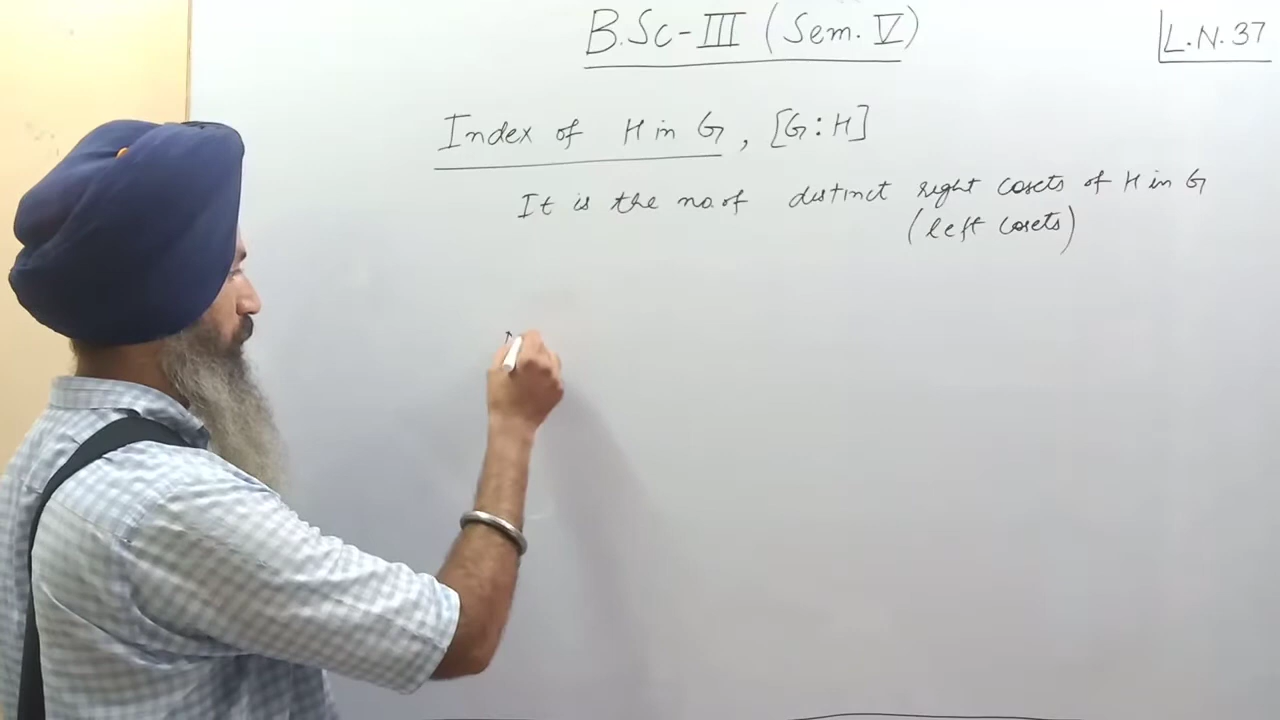 B.Sc-III (Sem. V)
L.N. 37
Index of H in G, [G:H]
It is the no. of distinct right cosets of H in G
(left cosets)